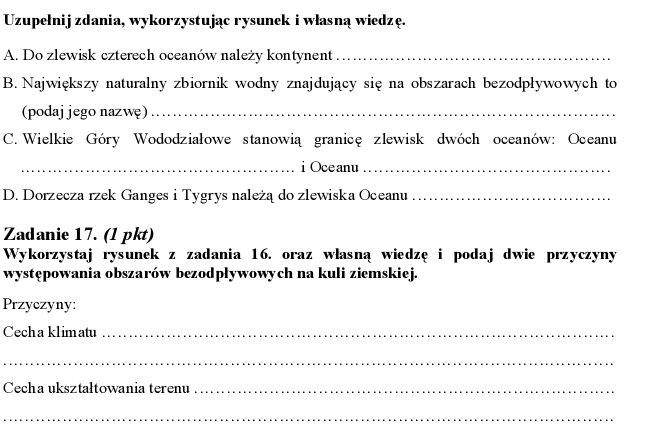 Uzupełnij zdania, wykorzystując rysunek i własną wiedzę.
A. Do zlewisk czterech oceanów należy kontynent ..................................................
B. Największy naturalny zbiornik wodny znajdujący się na obszarach bezodpływowych to
(podaj jego nazwę) .....................................................................................
C. Wielkie Góry Wododziałowe stanowią granicę zlewisk dwóch oceanów: Oceanu
.................................................. i Oceanu .............................................
D. Dorzecza rzek Ganges i Tygrys należą do zlewiska Oceanu ....................................
Zadanie 17. (1 pkt)
Wykorzystaj rysunek z zadania 16. oraz własną wiedzę i podaj dwie przyczyny
występowania obszarów bezodpływowych na kuli ziemskiej.
Przyczyny:
Cecha klimatu ..............................................................................................
................................................................................................................
Cecha ukształtowania terenu .............................................................................
................................................................................................................